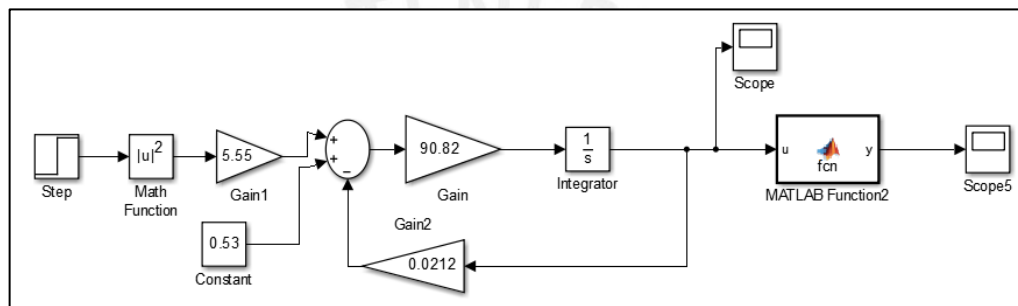 Scope
Step
|u|²
Math
Function
5.55
Gain1
+
+
−
90.82
Gain
1
s
Integrator
u
fcn
y
MATLAB Function2
Scope5
0.53
Constant
Gain2
0.0212